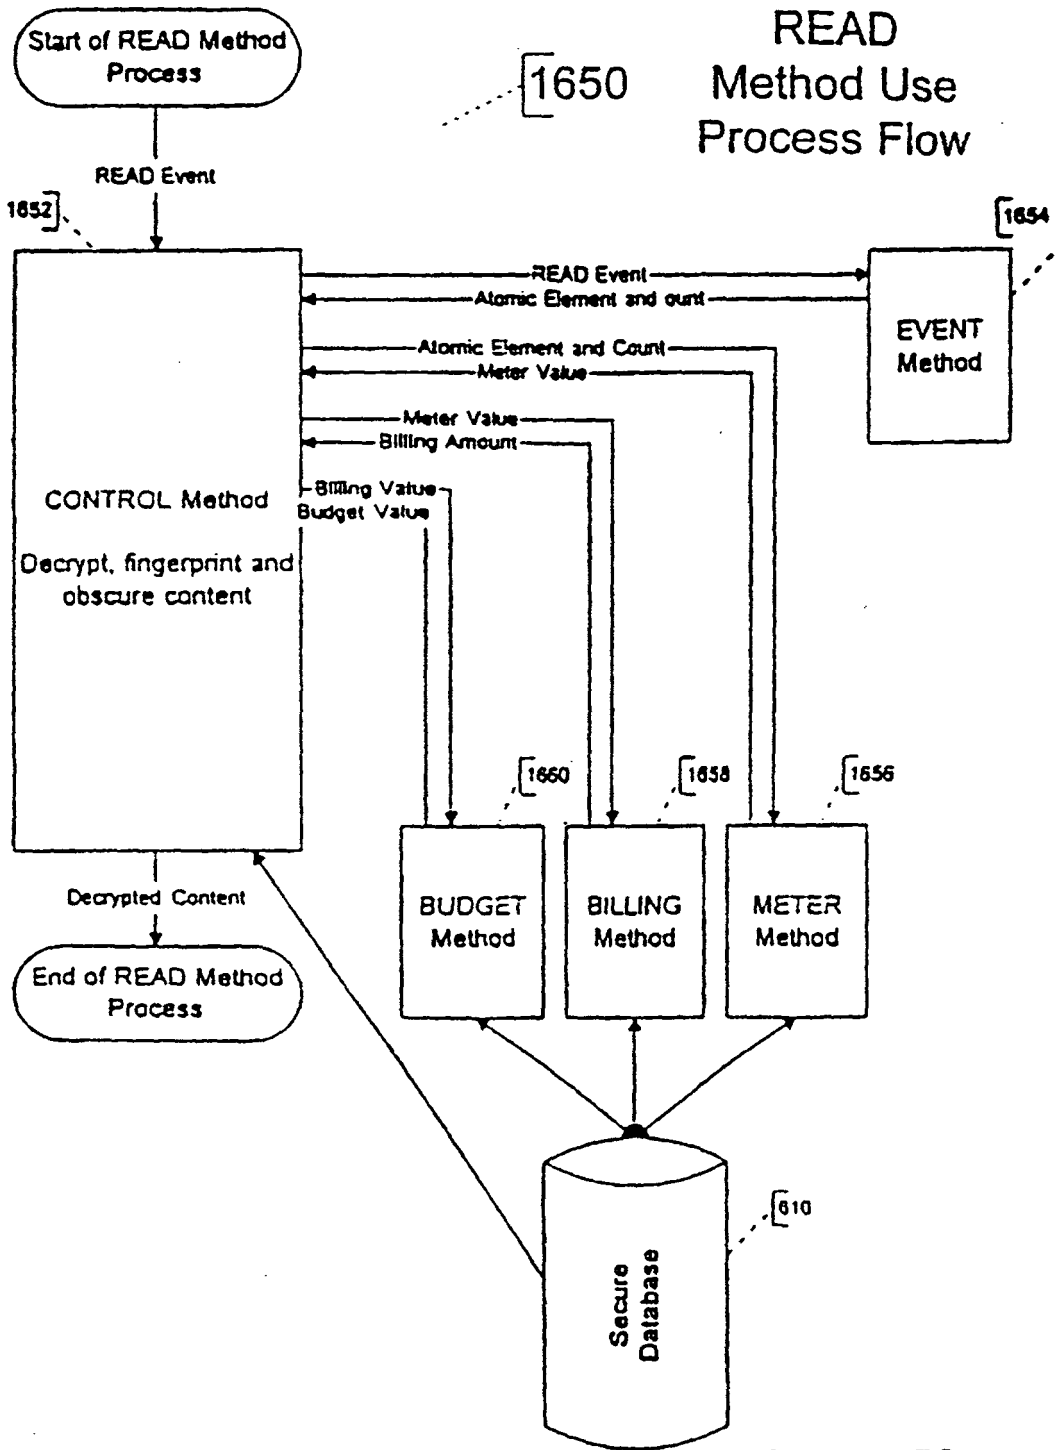 Start of READ Method
Process
1650
READ
Method Use
Process Flow
READ Event
1652
1654
READ Event
Atomic Element and ount
EVENT
Method
Atomic Element and Count
Meter Value
Meter Value
Billing Amount
Billing Value
Budget Value
CONTROL Method
Decrypt, fingerprint and
obscure content
1660
1658
1656
Decrypted Content
BUDGET
Method
BILLING
Method
METER
Method
End of READ Method
Process
610
Secure
Database